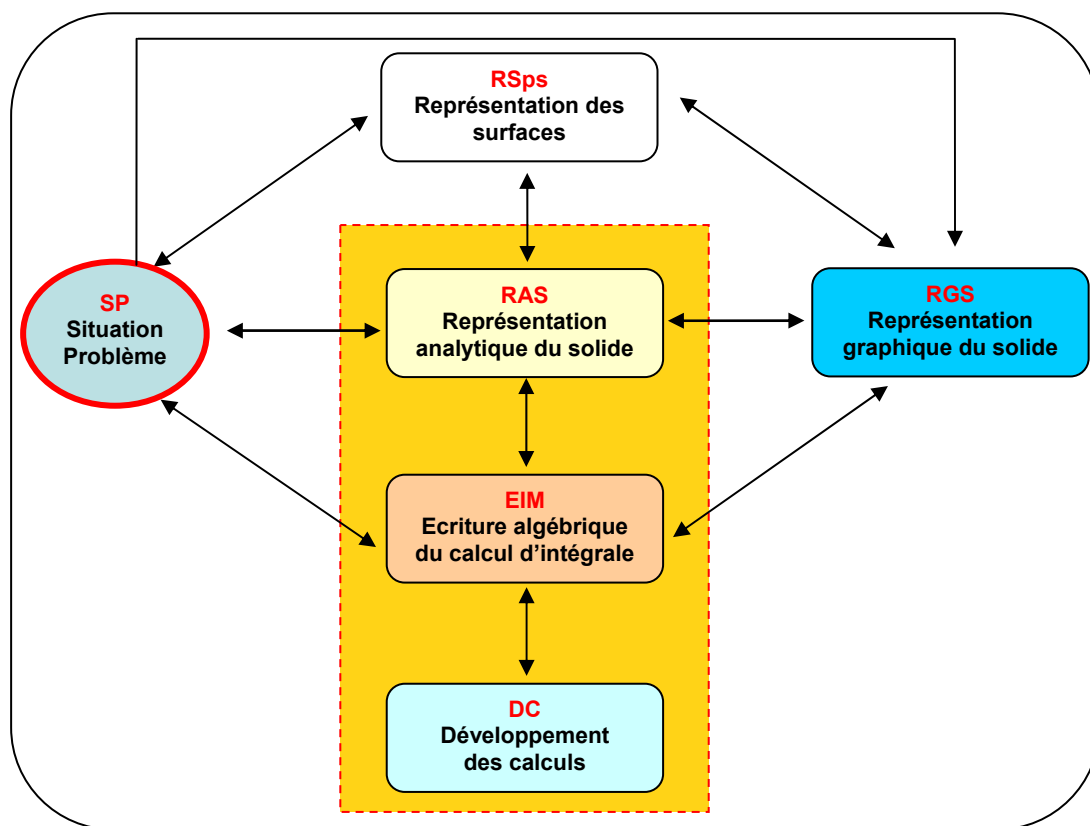 RSps
Représentation des
surfaces
SP
Situation
Problème
RAS
Représentation
analytique du solide
RGS
Représentation
graphique du solide
EIM
Ecriture algébrique
du calcul d’intégrale
DC
Développement
des calculs